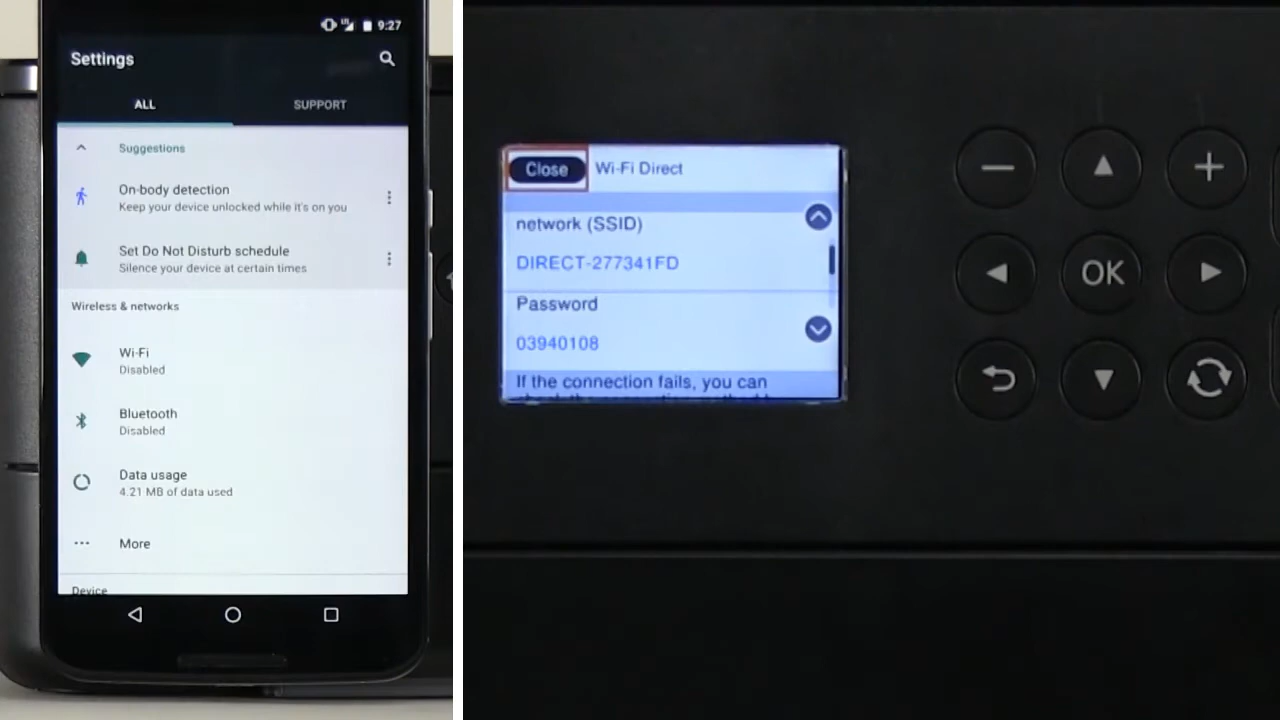 9:27
Settings
ALL
SUPPORT
Suggestions
On-body detection
Keep your device unlocked while it's on you
Set Do Not Disturb schedule
Silence your device at certain times
Wireless & networks
Wi-Fi
Disabled
Bluetooth
Disabled
Data usage
4.21 MB of data used
More
Device
Close
Wi-Fi Direct
network (SSID)
DIRECT-277341FD
Password
03940108
If the connection fails, you can
OK